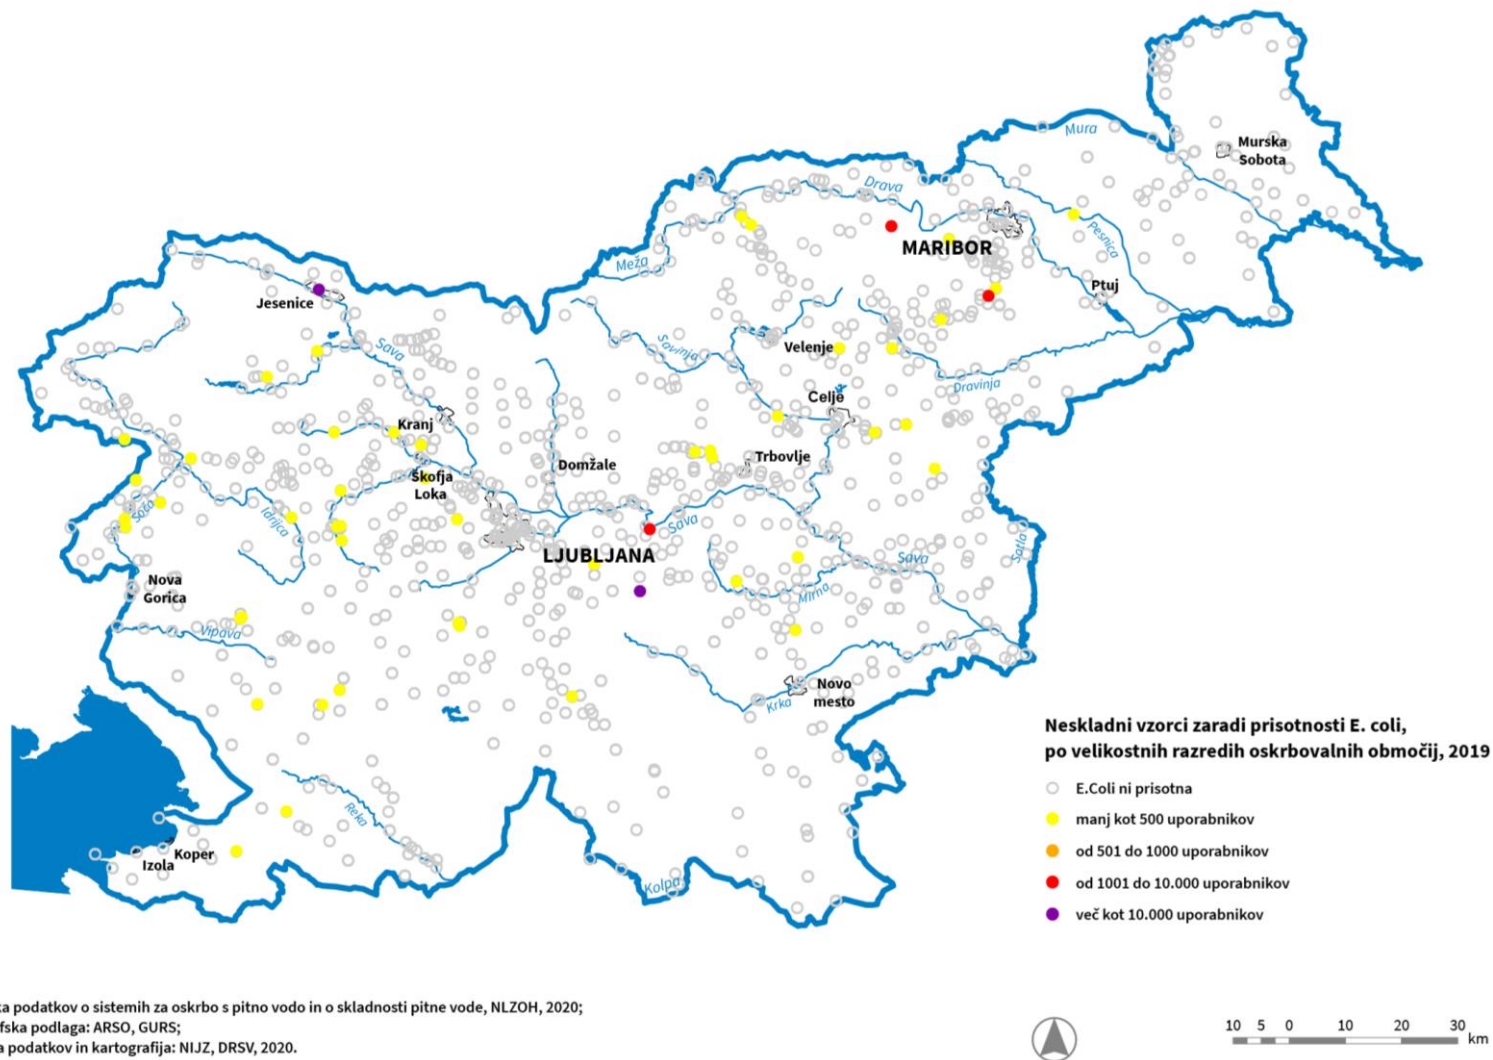 Mura
Murska
Sobota
Drava
MARIBOR
Pesnica
Meža
Ptuj
Jesenice
Sava
Savinja
Velenje
Dravinja
Celje
Kranj
Domžale
Trbovlje
Škofja
Loka
Soča
Idrijca
LJUBLJANA
Sava
Sava
Sotla
Nova
Gorica
Mirna
Vipava
Novo
mesto
Krka
Reka
Koper
Izola
Kolpa
Neskladni vzorci zaradi prisotnosti E. coli,
po velikostnih razredih oskrbovalnih območij, 2019
E.Coli ni prisotna
manj kot 500 uporabnikov
od 501 do 1000 uporabnikov
od 1001 do 10.000 uporabnikov
več kot 10.000 uporabnikov
ka podatkov o sistemih za oskrbo s pitno vodo in o skladnosti pitne vode, NLZOH, 2020;
fska podlaga: ARSO, GURS;
a podatkov in kartografija: NIJZ, DRSV, 2020.
10 5 0 10 20 30
km